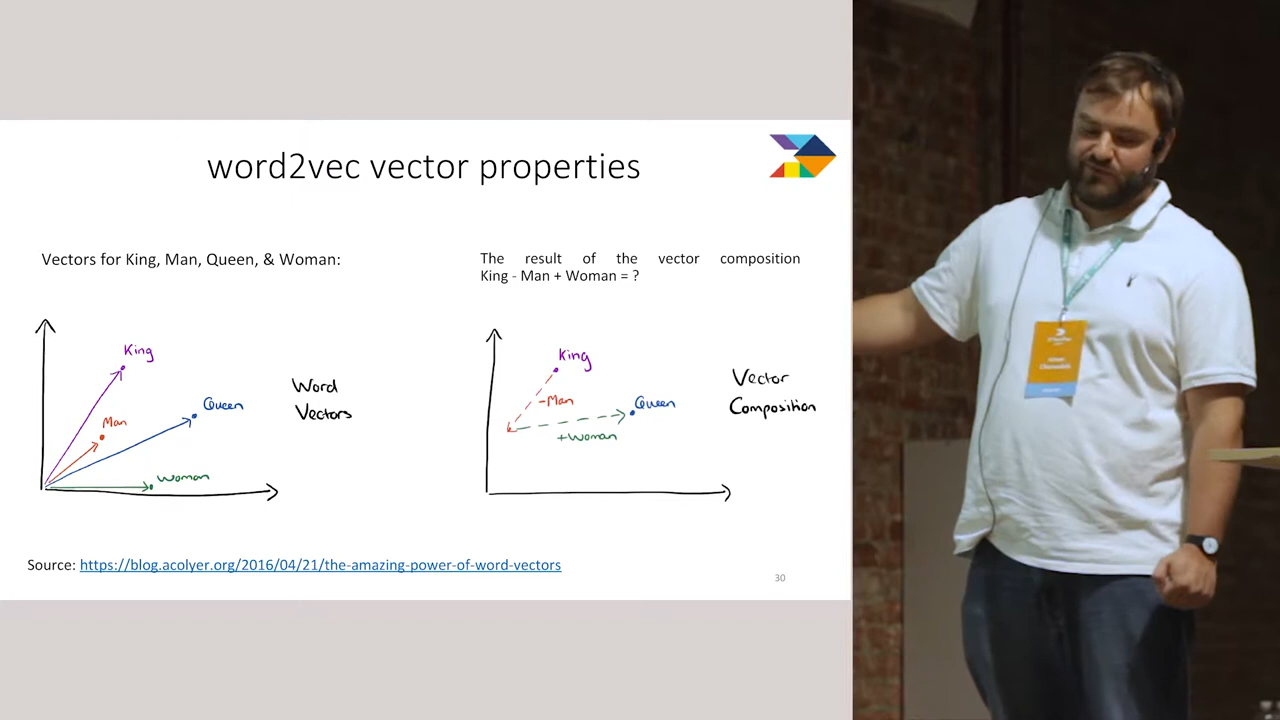 word2vec vector properties
Vectors for King, Man, Queen, & Woman:
The result of the vector composition
King - Man + Woman = ?
King
Man
Queen
Woman
Word
Vectors
King
-Man
Queen
+Woman
Vector
Composition
Source: https://blog.acolyer.org/2016/04/21/the-amazing-power-of-word-vectors
30